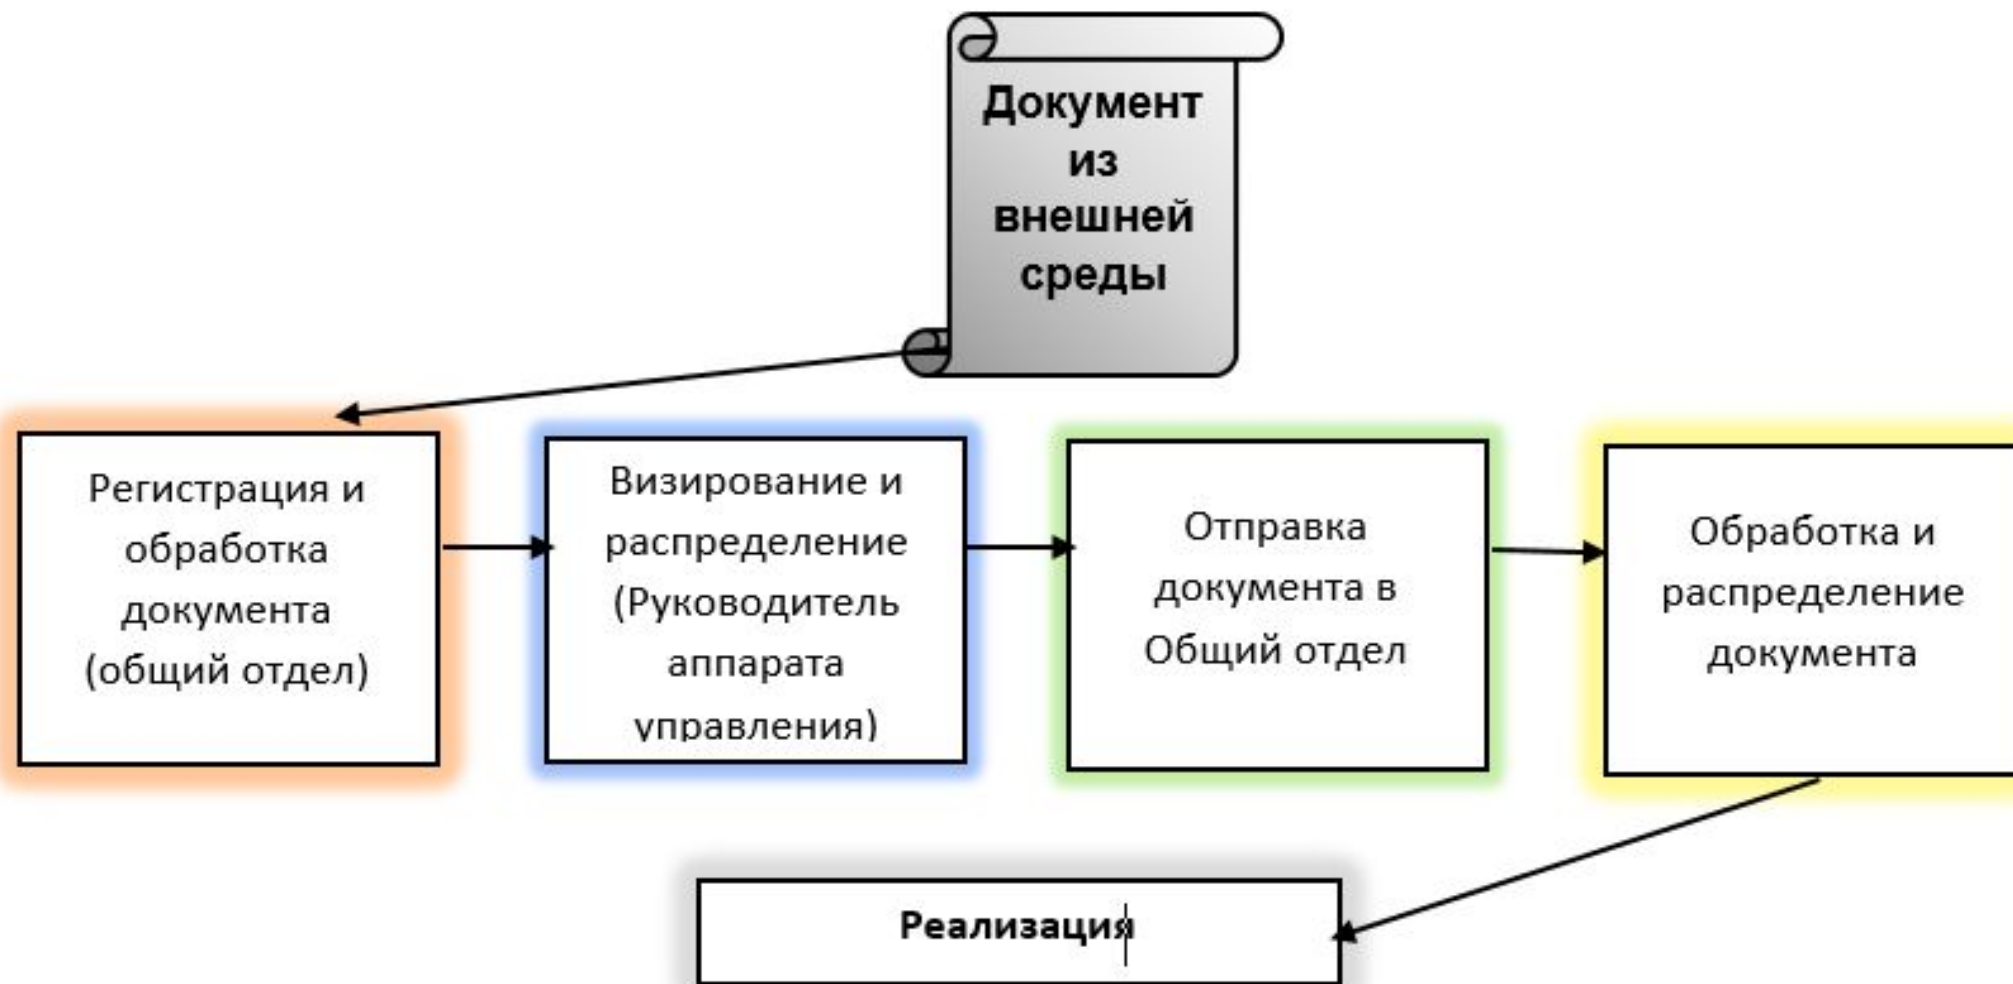 Документ
из
внешней
среды
Регистрация и
обработка
документа
(общий отдел)
Визирование и
распределение
(Руководитель
аппарата
управления)
Отправка
документа в
Общий отдел
Обработка и
распределение
документа
Реализация